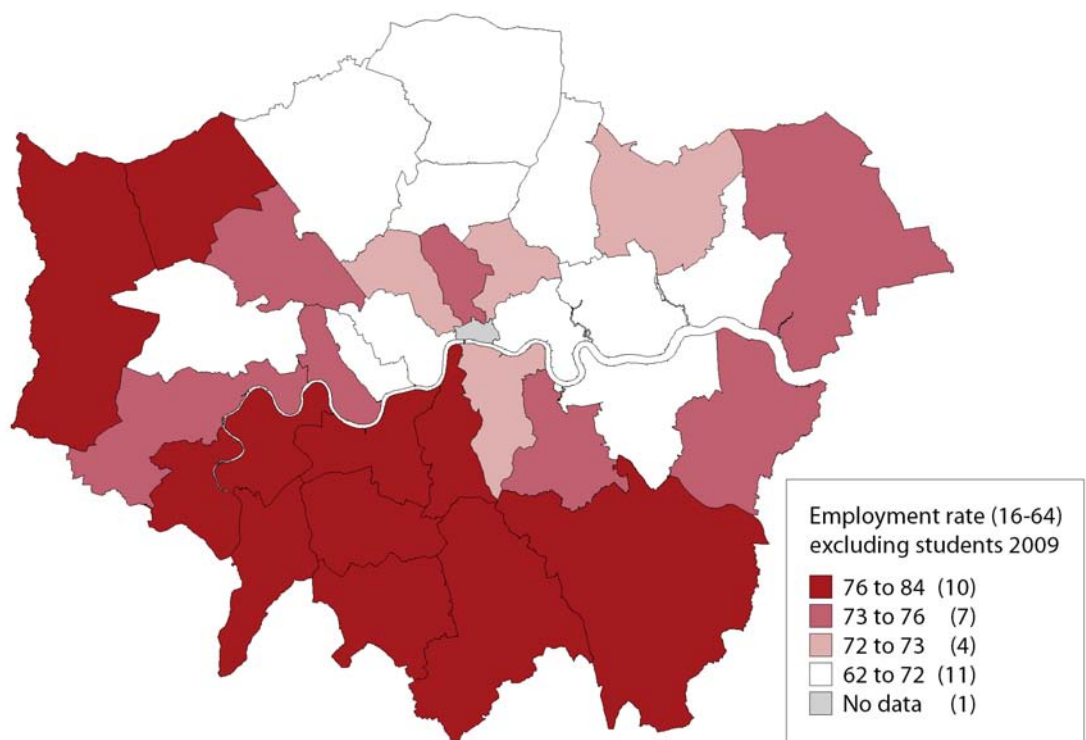 Employment rate (16-64)
excluding students 2009
76 to 84 (10)
73 to 76 (7)
72 to 73 (4)
62 to 72 (11)
No data (1)